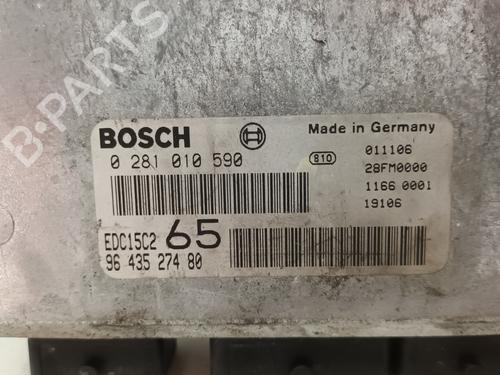 B-PARTS
BOSCH
Made in Germany
0 281 010 590
810
011106
28FM0000
1166 0001
19106
EDC15C2 65
96 435 274 80